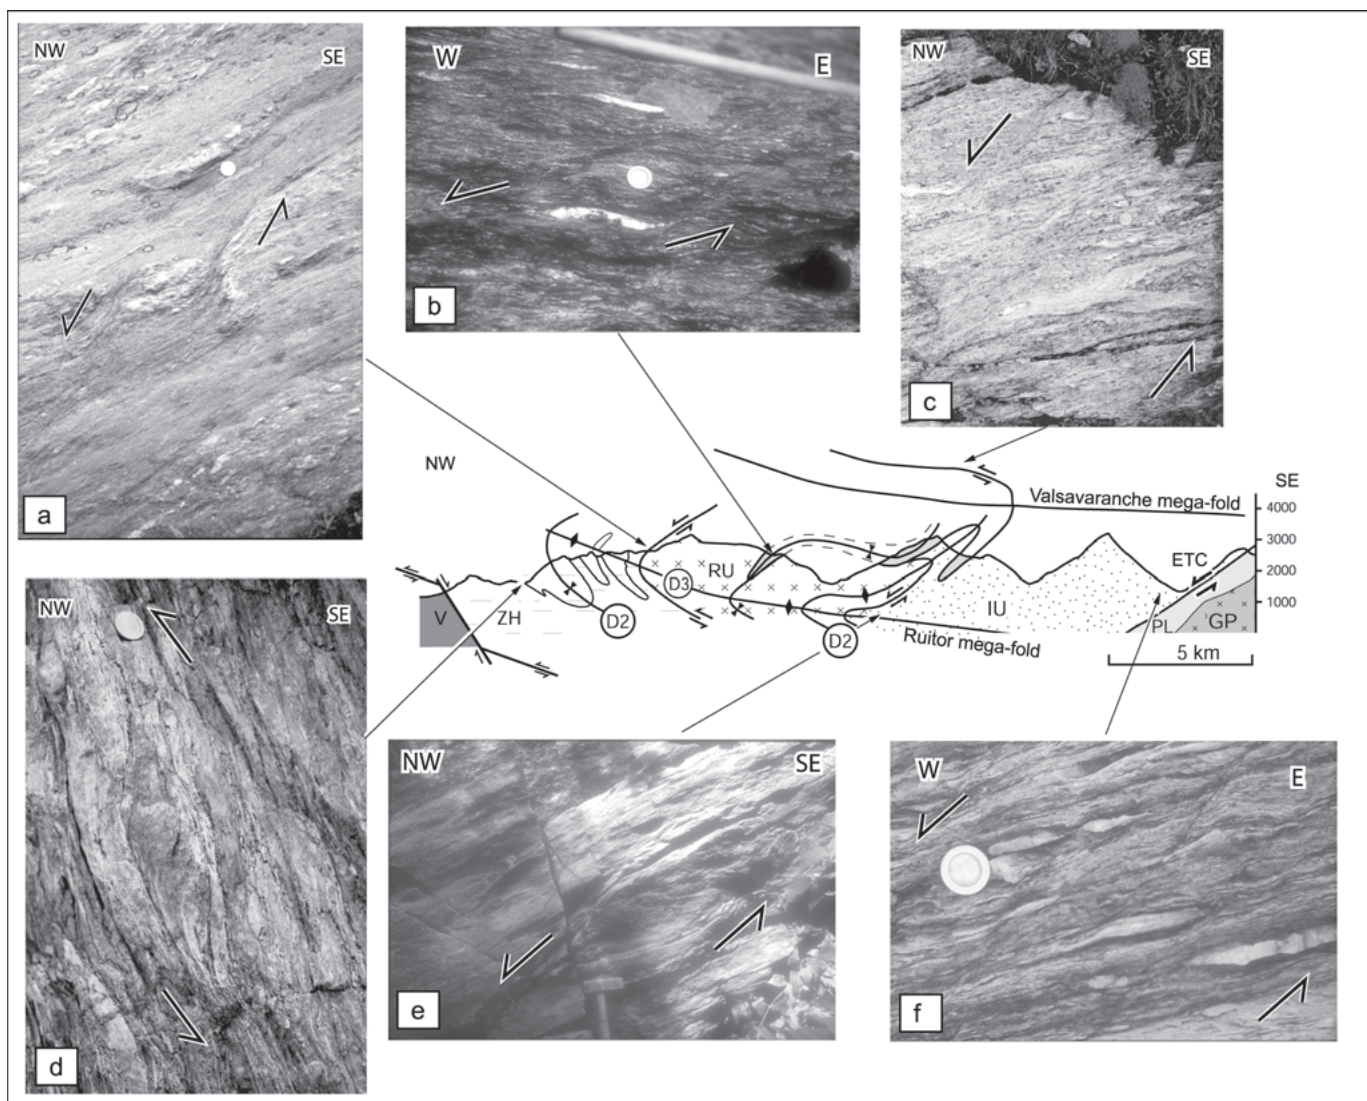 NW
SE
a
W
E
b
NW
SE
c
NW
SE
Valsavaranche mega-fold
4000
3000
2000
1000
ETC
RU
D3
V
ZH
D2
IU
D2
Ruitor mega-fold
PL
GP
5 km
NW
SE
d
NW
SE
e
W
E
f